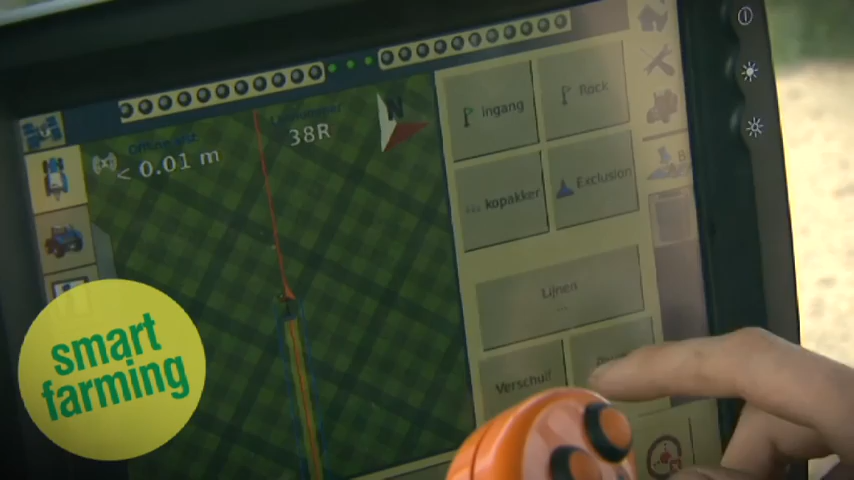 N
38R
< 0.01 m
ingang
Rock
kopakker
Exclusion
Lijnen
Verschuif
smart
farming